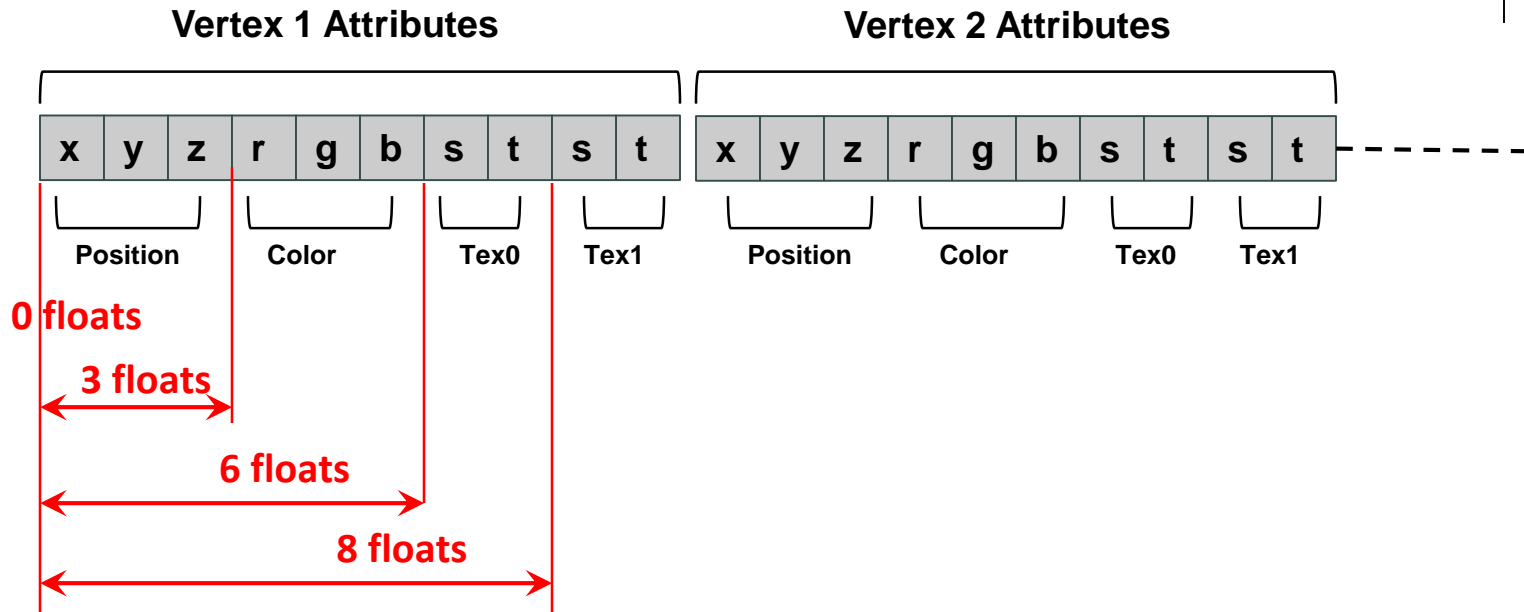 Vertex 1 Attributes Vertex 2 Attributes
x y z r g b s t s t x y z r g b s t s t
Position Color Tex0 Tex1 Position Color Tex0 Tex1
0 floats
3 floats
6 floats
8 floats